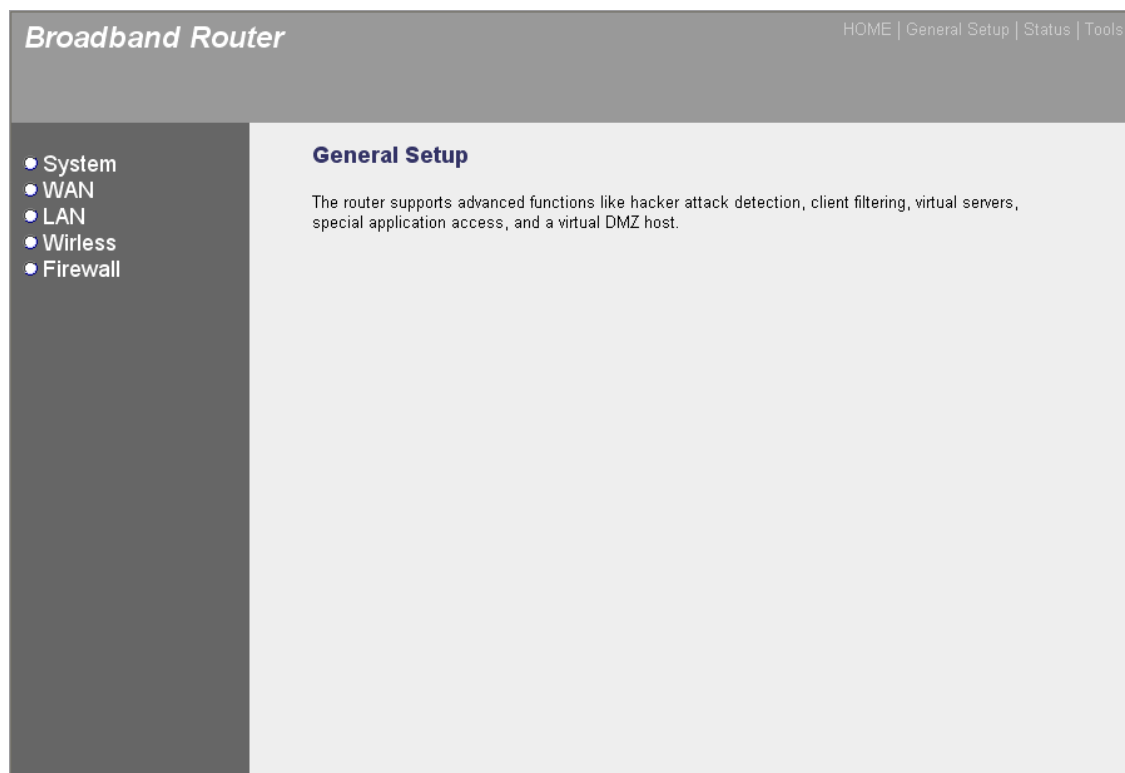 Broadband Router
HOME | General Setup | Status | Tools
System
WAN
LAN
Wirless
Firewall
General Setup
The router supports advanced functions like hacker attack detection, client filtering, virtual servers,
special application access, and a virtual DMZ host.